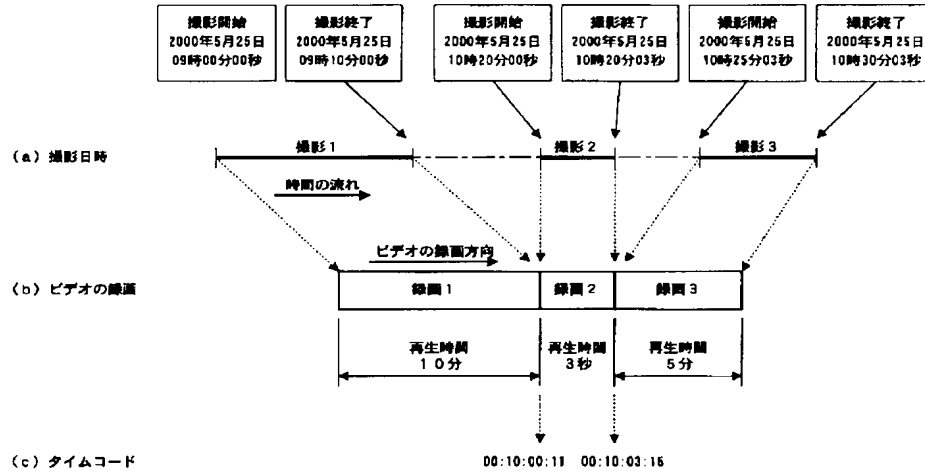 撮影開始
2000年5月25日
09時00分00秒
撮影終了
2000年5月25日
09時10分00秒
撮影開始
2000年5月25日
10時20分00秒
撮影終了
2000年5月25日
10時20分03秒
撮影開始
2000年5月25日
10時25分03秒
撮影終了
2000年5月25日
10時30分03秒
(a) 撮影日時
撮影1
撮影2
撮影3
時間の流れ
ビデオの録画方向
(b) ビデオの録画
録画1
録画2
録画3
再生時間
10分
再生時間
3秒
再生時間
5分
(c) タイムコード
00:10:00:11
00:10:03:15